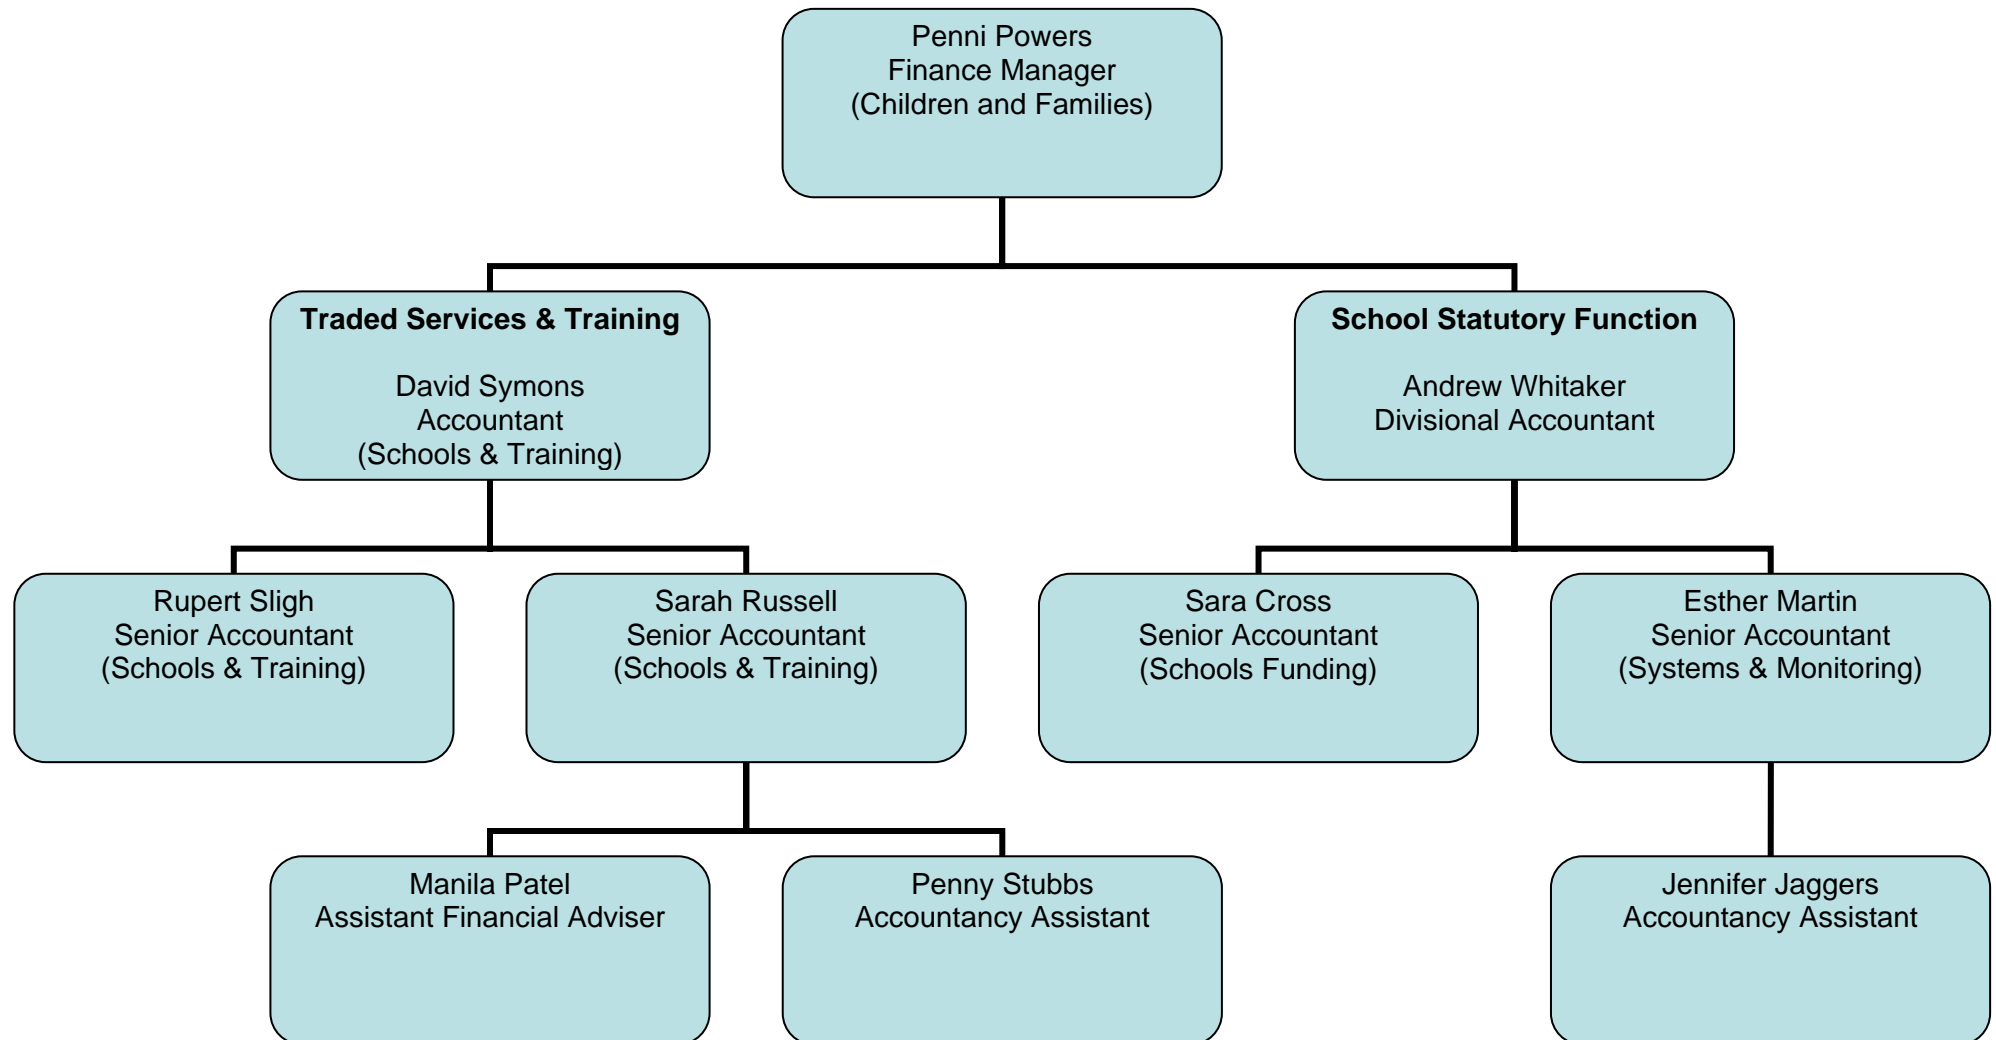 Penni Powers
Finance Manager
(Children and Families)
Traded Services & Training
David Symons
Accountant
(Schools & Training)
School Statutory Function
Andrew Whitaker
Divisional Accountant
Rupert Sligh
Senior Accountant
(Schools & Training)
Sarah Russell
Senior Accountant
(Schools & Training)
Sara Cross
Senior Accountant
(Schools Funding)
Esther Martin
Senior Accountant
(Systems & Monitoring)
Manila Patel
Assistant Financial Adviser
Penny Stubbs
Accountancy Assistant
Jennifer Jaggers
Accountancy Assistant